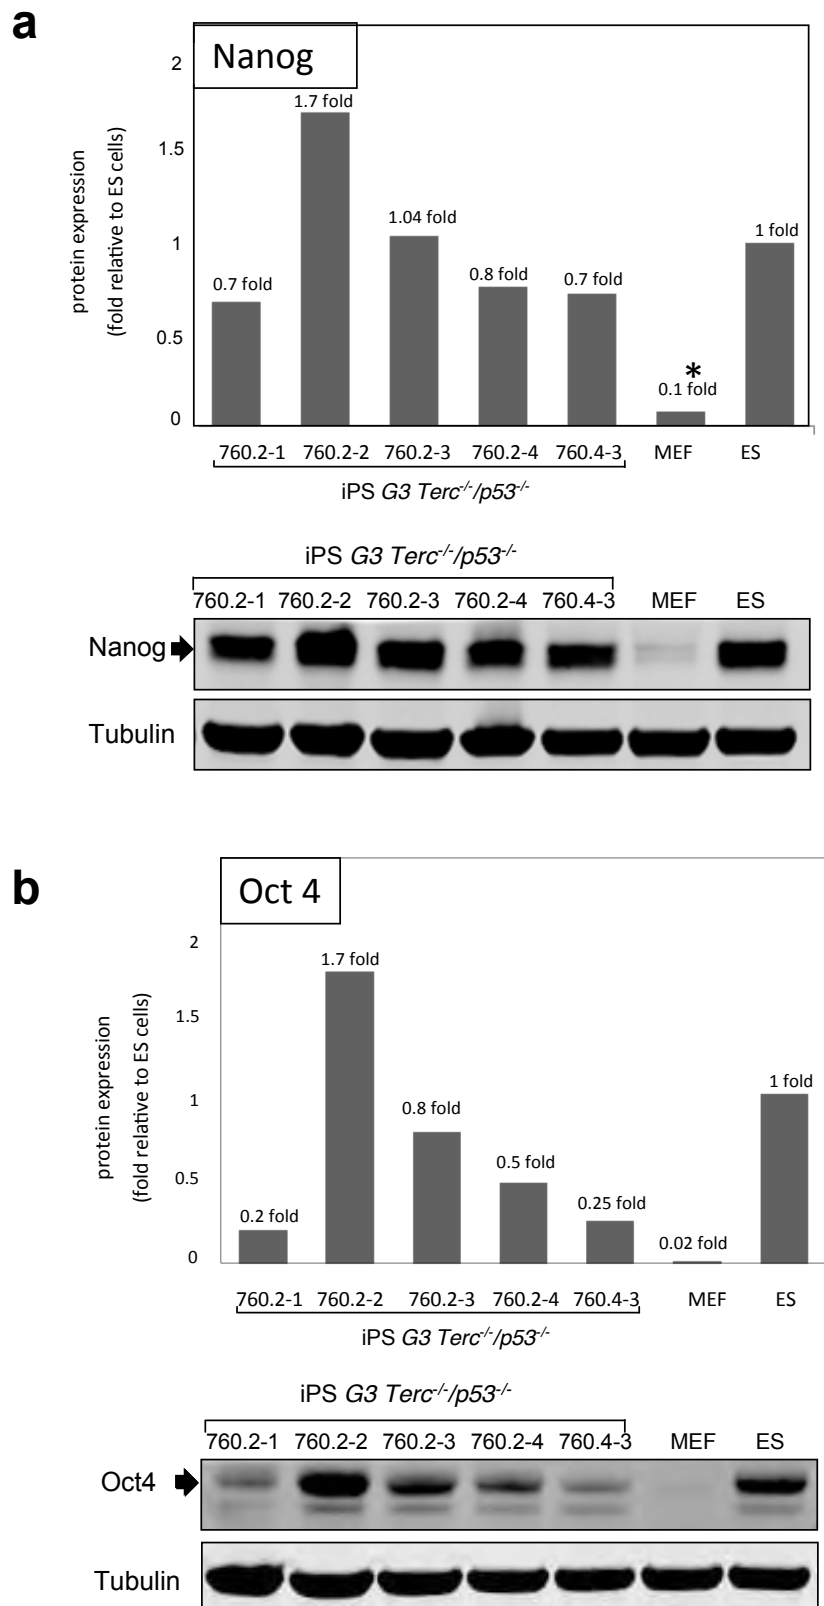 a
Nanog
2
1.5
1
0.5
0
protein expression
(fold relative to ES cells)
0.7 fold
1.7 fold
1.04 fold
0.8 fold
0.7 fold
*
0.1 fold
1 fold
760.2-1 760.2-2 760.2-3 760.2-4 760.4-3 MEF ES
iPS G3 Terc-/-/p53-/-
iPS G3 Terc-/-/p53-/-
760.2-1 760.2-2 760.2-3 760.2-4 760.4-3 MEF ES
Nanog
Tubulin
b
Oct 4
2
1.5
1
0.5
0
protein expression
(fold relative to ES cells)
0.2 fold
1.7 fold
0.8 fold
0.5 fold
0.25 fold
0.02 fold
1 fold
760.2-1 760.2-2 760.2-3 760.2-4 760.4-3 MEF ES
iPS G3 Terc-/-/p53-/-
iPS G3 Terc-/-/p53-/-
760.2-1 760.2-2 760.2-3 760.2-4 760.4-3 MEF ES
Oct4
Tubulin